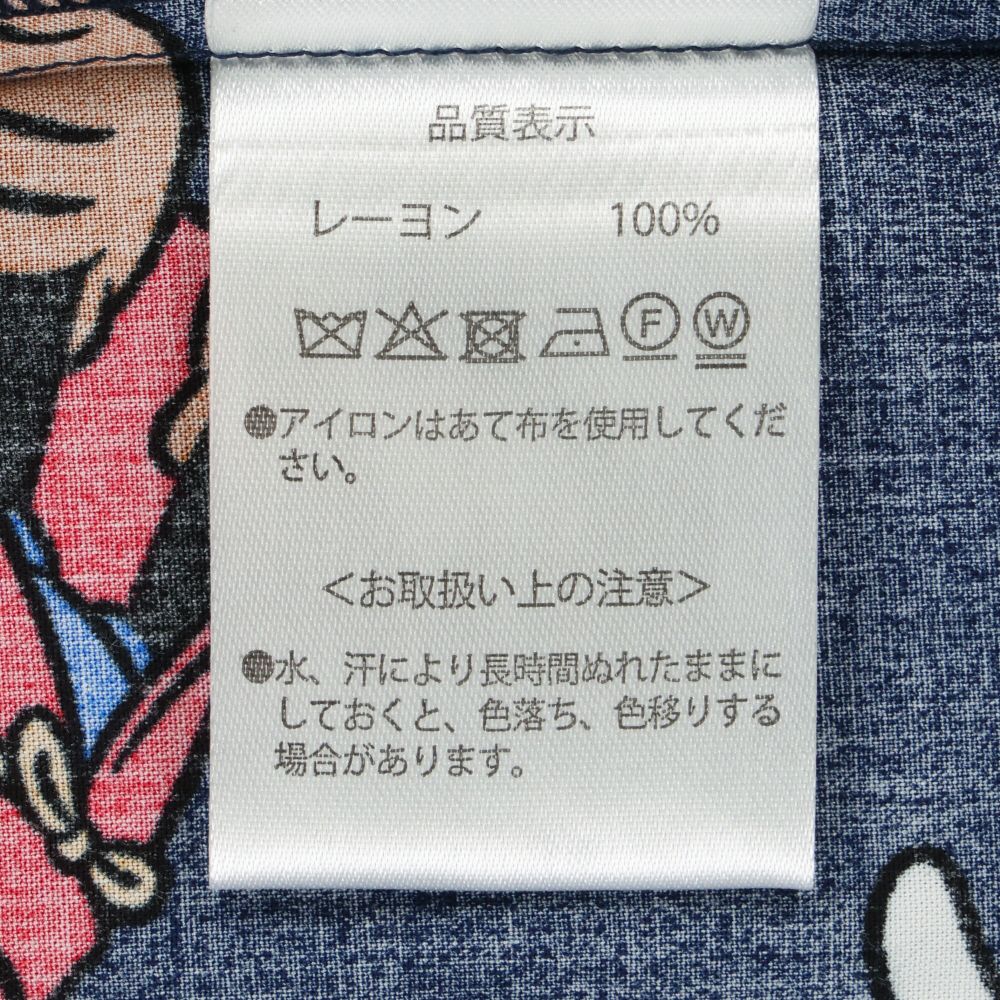 品質表示
レーヨン 100%
F W
●アイロンはあて布を使用してくだ
さい。
＜お取扱い上の注意＞
●水、汗により長時間ぬれたままに
しておくと、色落ち、色移りする
場合があります。